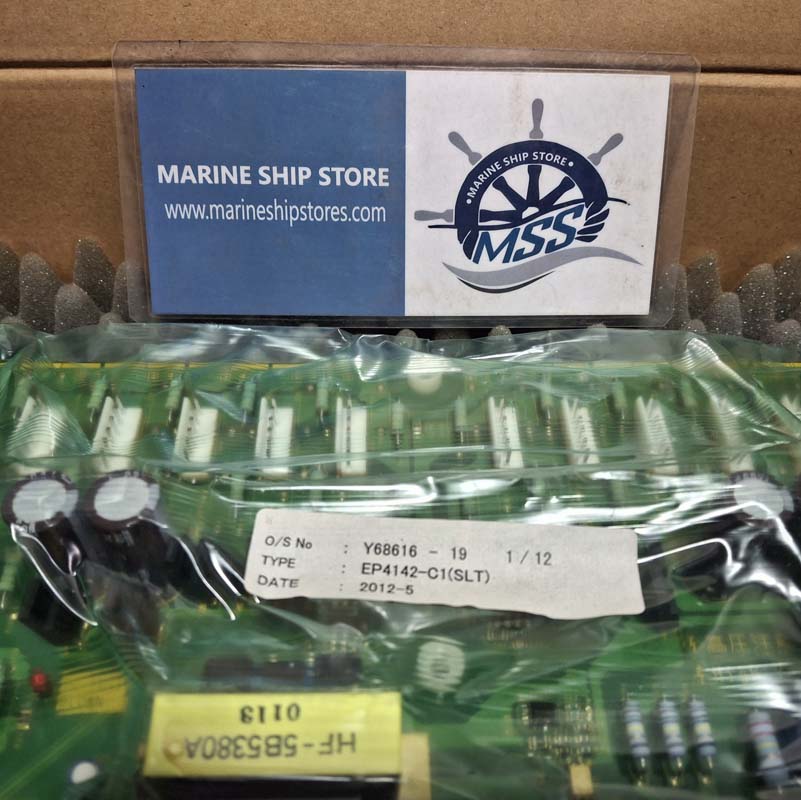 MARINE SHIP STORE
www.marineshipstores.com
•MARINE SHIP STORE•
MSS
O/S No : Y68616 - 19 1 / 12
TYPE : EP4142-C1(SLT)
DATE : 2012-5
HF-5B5380A
0113